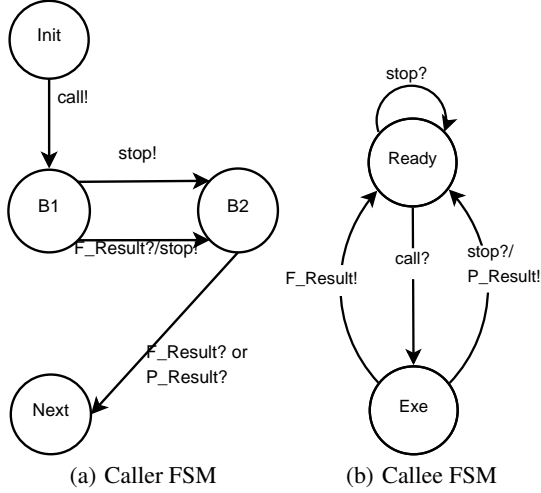 Init
call!
stop!
B1
B2
F_Result?/stop!
F_Result? or
P_Result?
Next
(a) Caller FSM
stop?
Ready
call?
stop?/
P_Result!
F_Result!
Exe
(b) Callee FSM